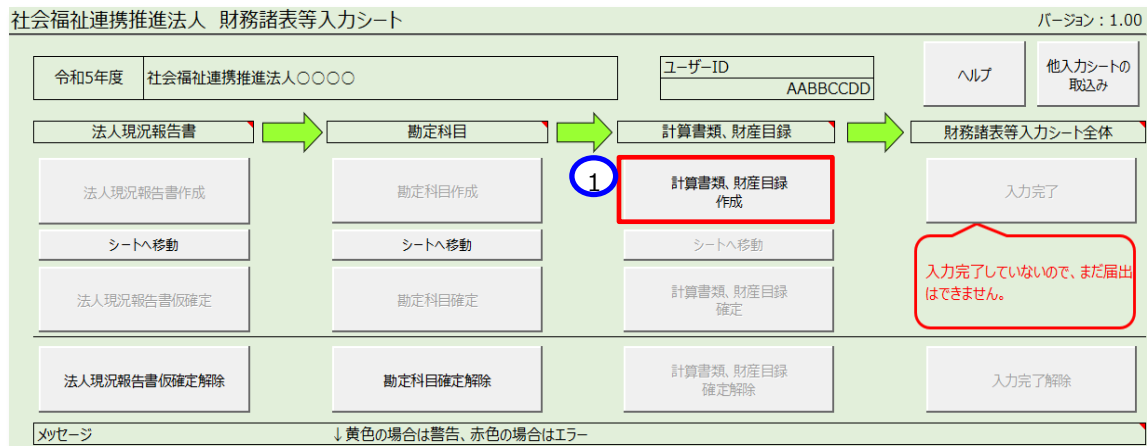 社会福祉連携推進法人 財務諸表等入力シート
バージョン：1.00
令和5年度 社会福祉連携推進法人○○○○
ユーザーID
AABBCCDD
ヘルプ
他入力シートの
取込み
法人現況報告書
勘定科目
計算書類、財産目録
財務諸表等入力シート全体
法人現況報告書作成
勘定科目作成
1
計算書類、財産目録
作成
入力完了
シートへ移動
シートへ移動
シートへ移動
入力完了していないので、まだ届出
はできません。
法人現況報告書仮確定
勘定科目確定
計算書類、財産目録
確定
法人現況報告書仮確定解除
勘定科目確定解除
計算書類、財産目録
確定解除
入力完了解除
メッセージ ↓黄色の場合は警告、赤色の場合はエラー